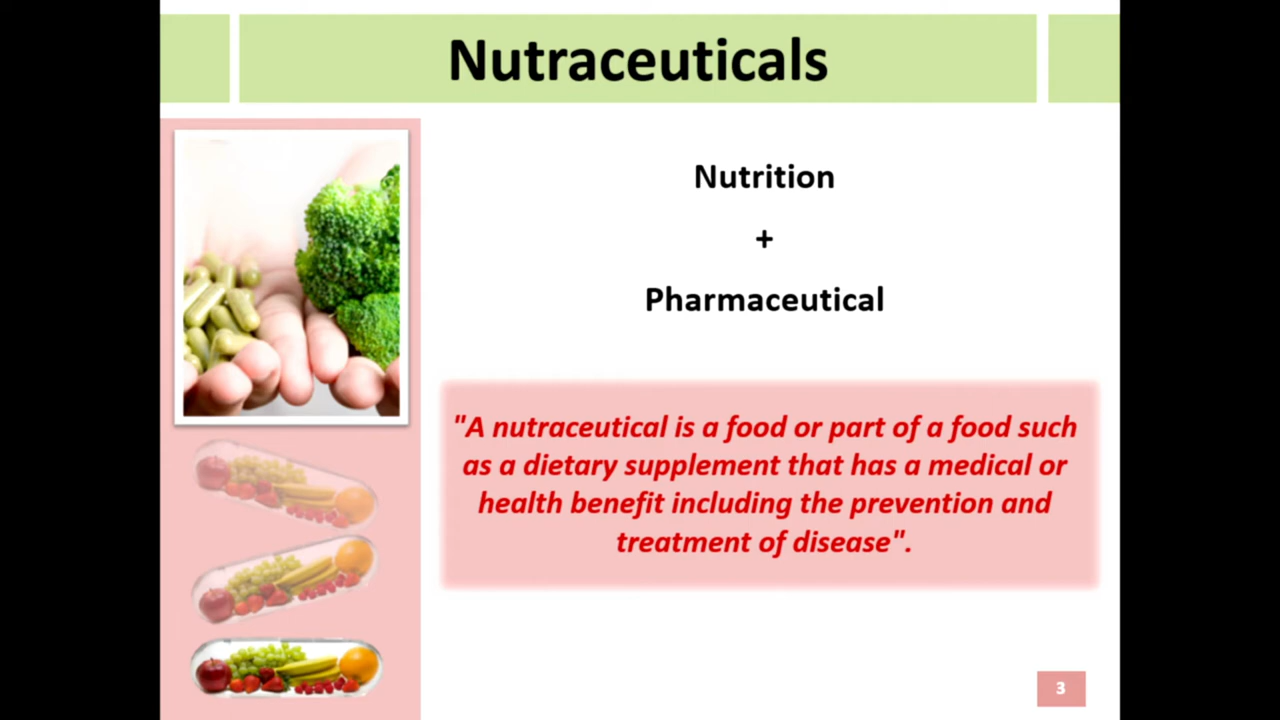 Nutraceuticals
Nutrition
+
Pharmaceutical
"A nutraceutical is a food or part of a food such
as a dietary supplement that has a medical or
health benefit including the prevention and
treatment of disease".
3